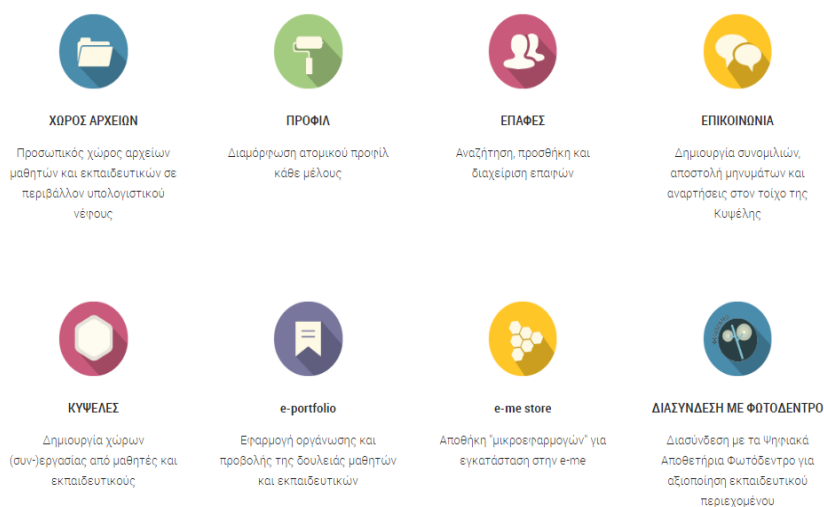 ΧΩΡΟΣ ΑΡΧΕΙΩΝ
Προσωπικός χώρος αρχείων
μαθητών και εκπαιδευτικών σε
περιβάλλον υπολογιστικού
νέφους
ΠΡΟΦΙΛ
Διαμόρφωση ατομικού προφίλ
κάθε μέλους
ΕΠΑΦΕΣ
Αναζήτηση, προσθήκη και
διαχείριση επαφών
ΕΠΙΚΟΙΝΩΝΙΑ
Δημιουργία συνομιλιών,
αποστολή μηνυμάτων και
αναρτήσεις στον τοίχο της
Κυψέλης
ΚΥΨΕΛΕΣ
Δημιουργία χώρων
(συν-)εργασίας από μαθητές και
εκπαιδευτικούς
e-portfolio
Εφαρμογή οργάνωσης και
προβολής της δουλειάς μαθητών
και εκπαιδευτικών
e-me store
Αποθήκη "μικροεφαρμογών" για
εγκατάσταση στην e-me
ΔΙΑΣΥΝΔΕΣΗ ΜΕ ΦΩΤΟΔΕΝΤΡΟ
Διασύνδεση με τα Ψηφιακά
Αποθετήρια Φωτόδεντρο για
αξιοποίηση εκπαιδευτικού
περιεχομένου